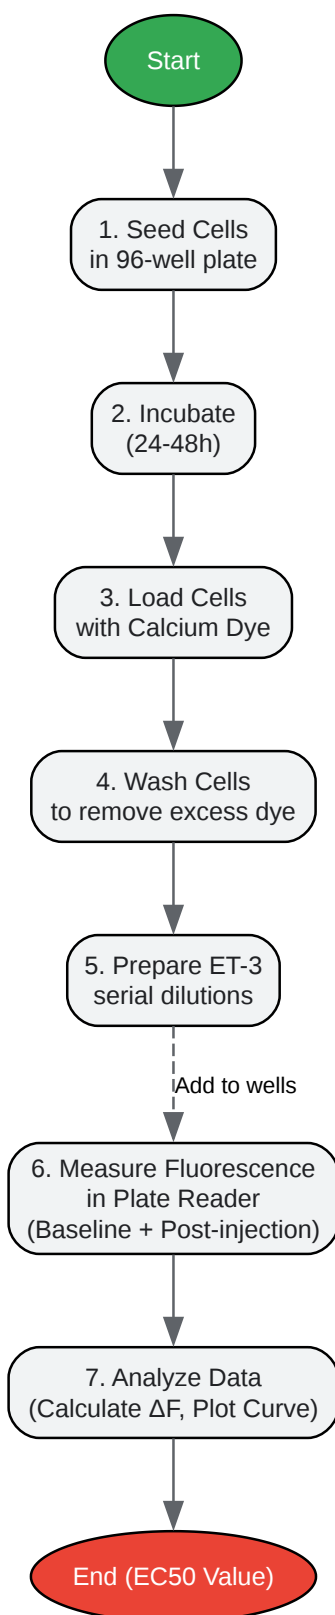 Start
1. Seed Cells
in 96-well plate
2. Incubate
(24-48h)
3. Load Cells
with Calcium Dye
4. Wash Cells
to remove excess dye
5. Prepare ET-3
serial dilutions
Add to wells
6. Measure Fluorescence
in Plate Reader
(Baseline + Post-injection)
7. Analyze Data
(Calculate ΔF, Plot Curve)
End (EC50 Value)